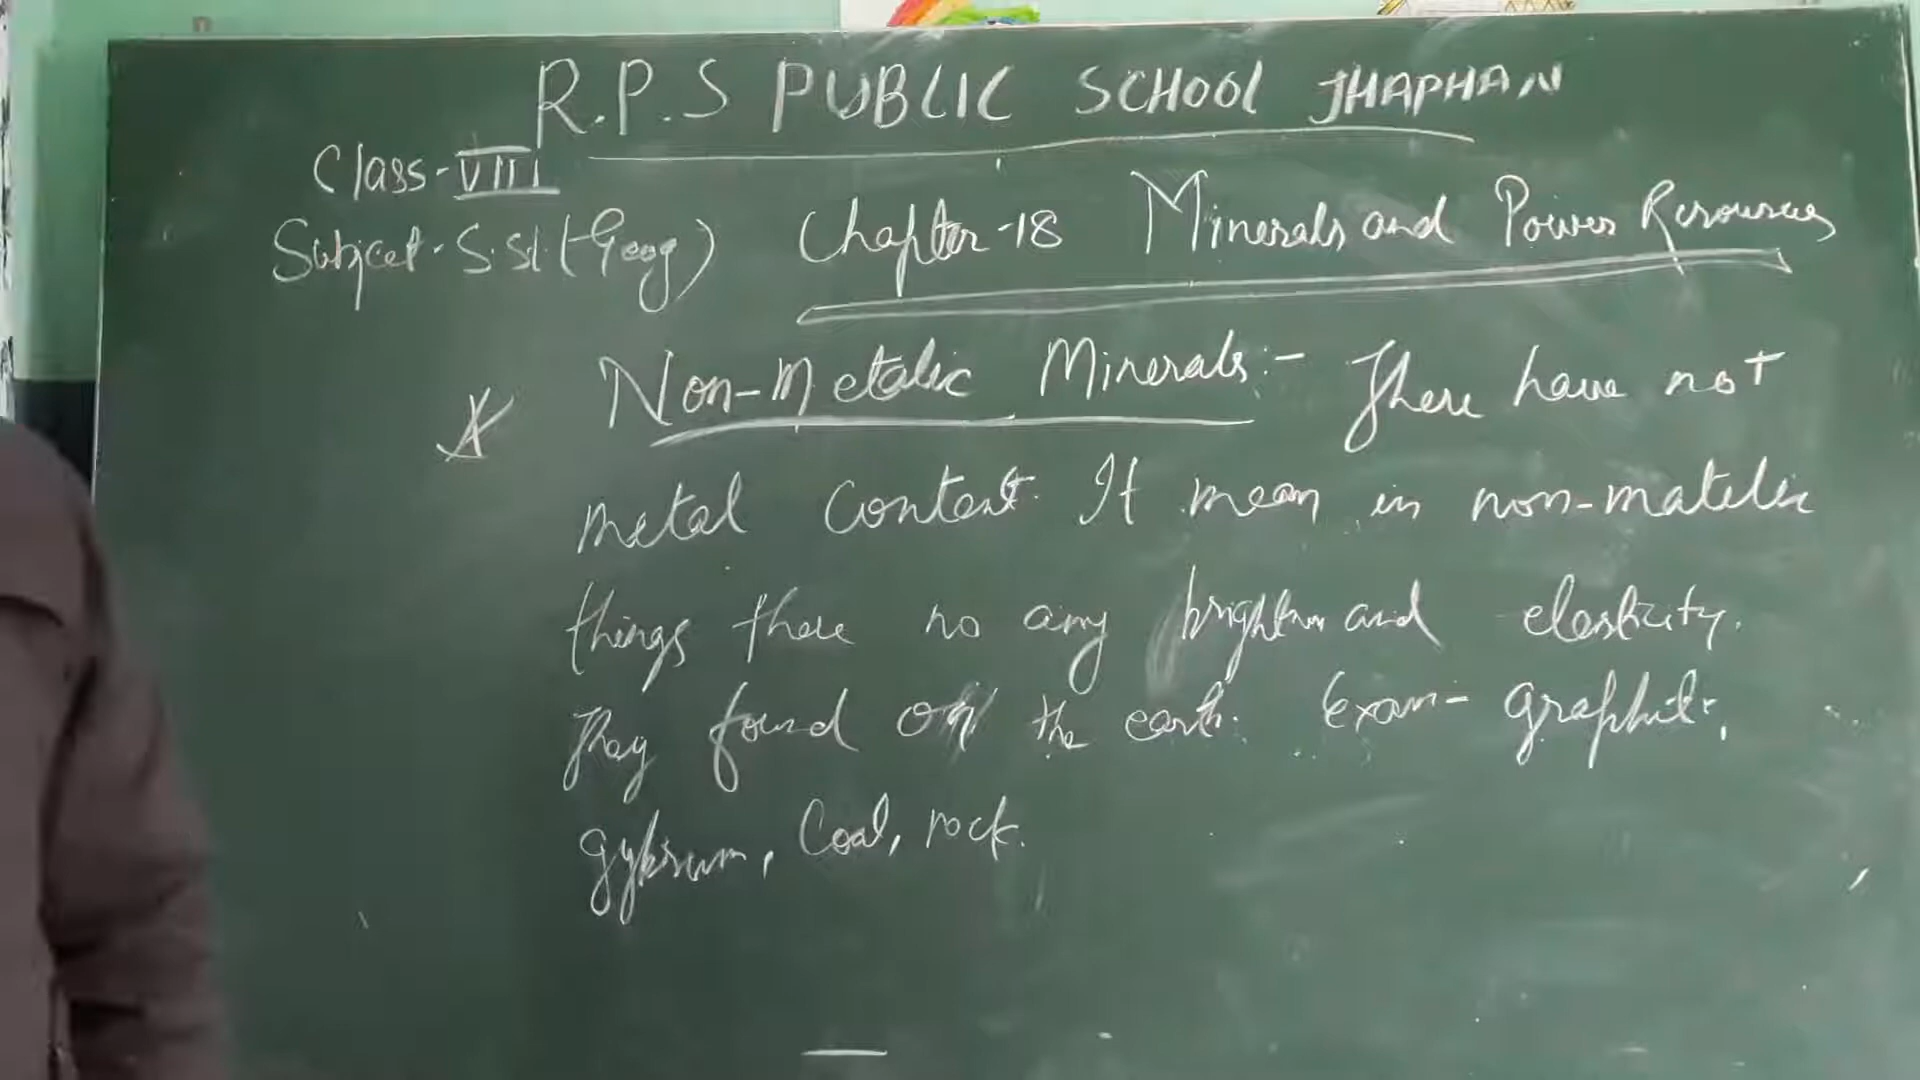 R.P.S PUBLIC SCHOOL JHAPHAN
Class-VIII
Subject-S.St.(Geog) Chapter-18 Minerals and Power Resources
Non-Metalic Minerals:- There have not
metal content. It mean in non-matelic
things there no any brightnes and elasticity.
They found on the earth. Exam- graphite,
gybsum, Coal, rock.